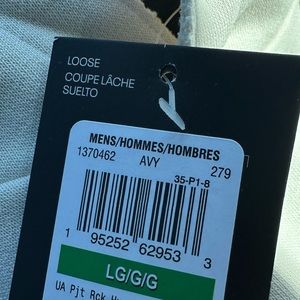 LOOSE
COUPE LÂCHE
SUELTO
MENS/HOMMES/HOMBRES
1370462 AVY 279
35-P1-8
1 95252 62953 3
LG/G/G
UA Pjt Rck